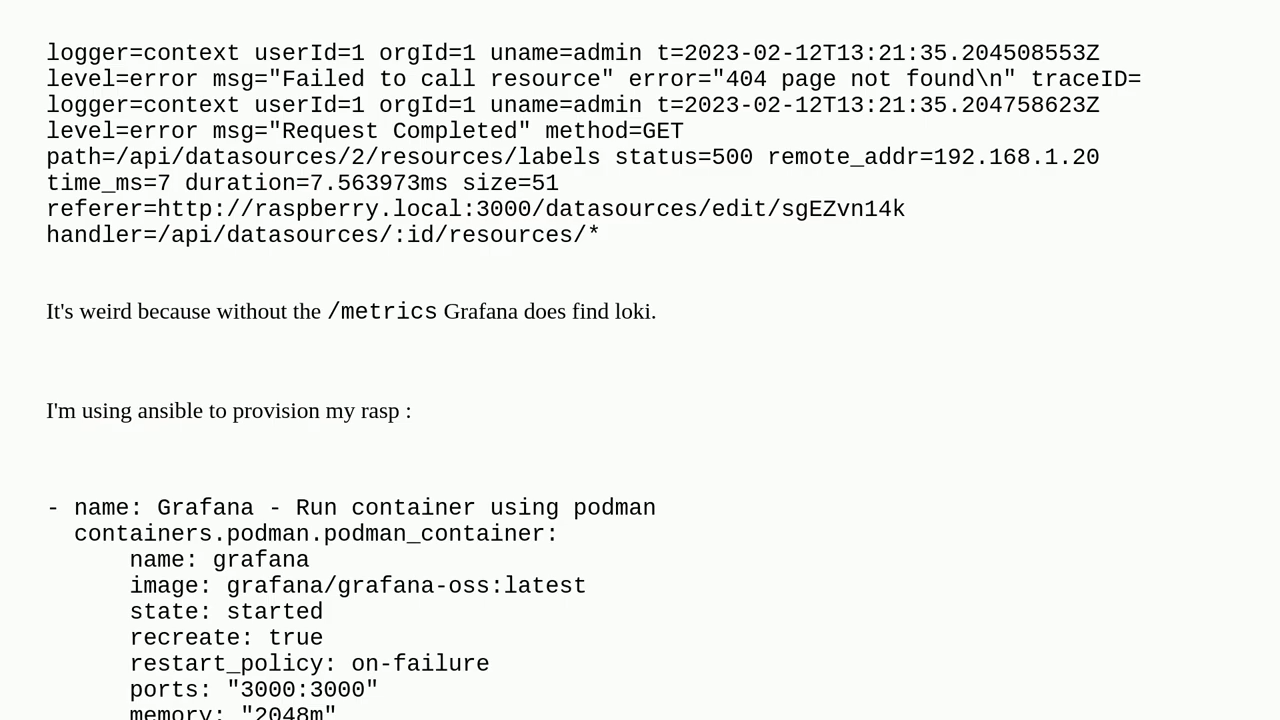 logger=context userId=1 orgId=1 uname=admin t=2023-02-12T13:21:35.204508553Z
level=error msg="Failed to call resource" error="404 page not found\n" traceID=
logger=context userId=1 orgId=1 uname=admin t=2023-02-12T13:21:35.204758623Z
level=error msg="Request Completed" method=GET
path=/api/datasources/2/resources/labels status=500 remote_addr=192.168.1.20
time_ms=7 duration=7.563973ms size=51
referer=http://raspberry.local:3000/datasources/edit/sgEZvn14k
handler=/api/datasources/:id/resources/*
It's weird because without the /metrics Grafana does find loki.
I'm using ansible to provision my rasp :
- name: Grafana - Run container using podman
  containers.podman.podman_container:
      name: grafana
      image: grafana/grafana-oss:latest
      state: started
      recreate: true
      restart_policy: on-failure
      ports: "3000:3000"
      memory: "2048m"